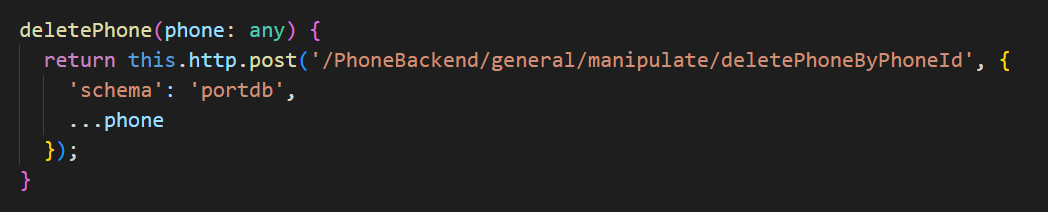 deletePhone(phone: any) {
return this.http.post('/PhoneBackend/general/manipulate/deletePhoneByPhoneId', {
'schema': 'portdb',
...phone
});
}